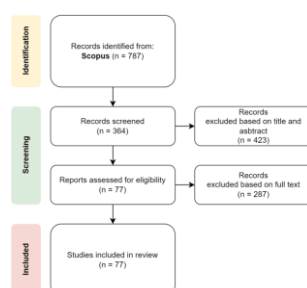 Identification
Records identified from:
Scopus (n = 787)
Screening
Records screened
(n = 364)
Records
excluded based on title and
asbtract
(n = 423)
Reports assessed for eligibility
(n = 77)
Records
excluded based on full text
(n = 287)
Included
Studies included in review
(n = 77)